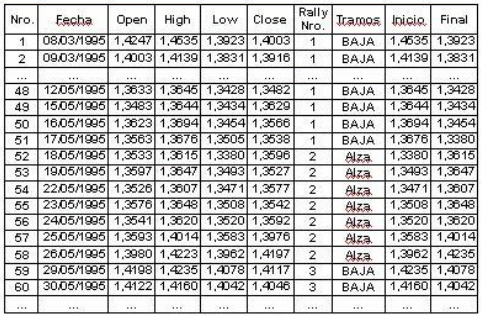 Nro. Fecha Open High Low Close Rally Nro. Tramos Inicio Final
1 08/03/1995 1,4247 1,4535 1,3923 1,4003 1 BAJA 1,4535 1,3923
2 09/03/1995 1,4003 1,4139 1,3831 1,3916 1 BAJA 1,4139 1,3831
... ... ... ... ... ... ... ... ... ...
48 12/05/1995 1,3633 1,3645 1,3428 1,3482 1 BAJA 1,3645 1,3428
49 15/05/1995 1,3483 1,3644 1,3434 1,3629 1 BAJA 1,3644 1,3434
50 16/05/1995 1,3623 1,3694 1,3454 1,3566 1 BAJA 1,3694 1,3454
51 17/05/1995 1,3563 1,3676 1,3505 1,3538 1 BAJA 1,3676 1,3380
52 18/05/1995 1,3533 1,3615 1,3380 1,3596 2 Alza 1,3380 1,3615
53 19/05/1995 1,3597 1,3647 1,3493 1,3527 2 Alza 1,3493 1,3647
54 22/05/1995 1,3526 1,3607 1,3471 1,3577 2 Alza 1,3471 1,3607
55 23/05/1995 1,3576 1,3648 1,3508 1,3542 2 Alza 1,3508 1,3648
56 24/05/1995 1,3541 1,3620 1,3520 1,3592 2 Alza 1,3520 1,3620
57 25/05/1995 1,3593 1,4014 1,3583 1,3976 2 Alza 1,3583 1,4014
58 26/05/1995 1,3980 1,4223 1,3962 1,4197 2 Alza 1,3962 1,4235
59 29/05/1995 1,4198 1,4235 1,4078 1,4117 3 BAJA 1,4235 1,4078
60 30/05/1995 1,4122 1,4160 1,4042 1,4046 3 BAJA 1,4160 1,4042
... ... ... ... ... ... ... ... ... ...